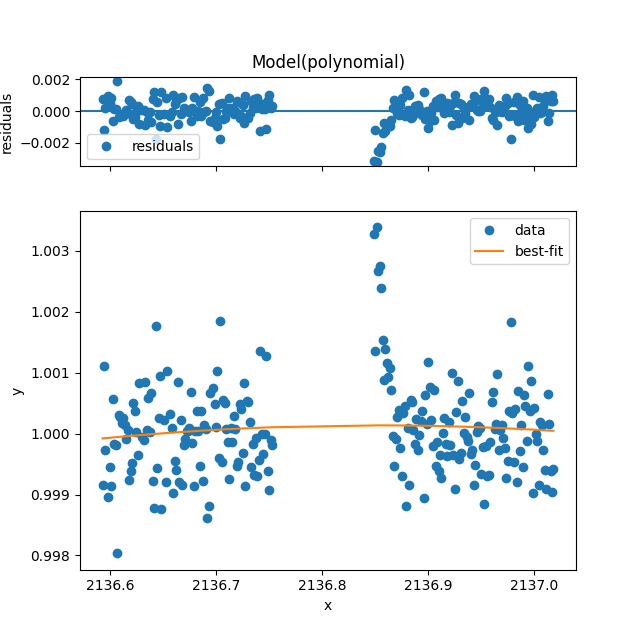 Model(polynomial)
0.002
0.000
−0.002
residuals
residuals
1.003
1.002
1.001
1.000
0.999
0.998
y
data
best-fit
2136.6 2136.7 2136.8 2136.9 2137.0
x